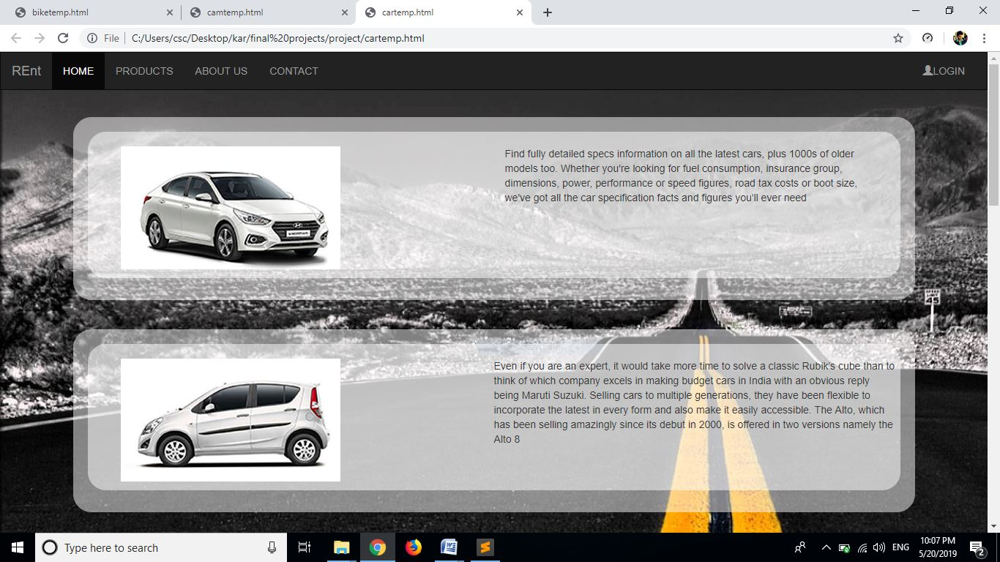 biketemp.html
camtemp.html
cartemp.html
File
C:/Users/csc/Desktop/kar/final%20projects/project/cartemp.html
REnt
HOME
PRODUCTS
ABOUT US
CONTACT
LOGIN
Find fully detailed specs information on all the latest cars, plus 1000s of older
models too. Whether you're looking for fuel consumption, insurance group,
dimensions, power, performance or speed figures, road tax costs or boot size,
we've got all the car specification facts and figures you'll ever need
VERNA
SPEED
LIMIT
45
Even if you are an expert, it would take more time to solve a classic Rubik's cube than to
think of which company excels in making budget cars in India with an obvious reply
being Maruti Suzuki. Selling cars to multiple generations, they have been flexible to
incorporate the latest in every form and also make it easily accessible. The Alto, which
has been selling amazingly since its debut in 2000, is offered in two versions namely the
Alto 8
Type here to search
ENG
10:07 PM
5/20/2019
2